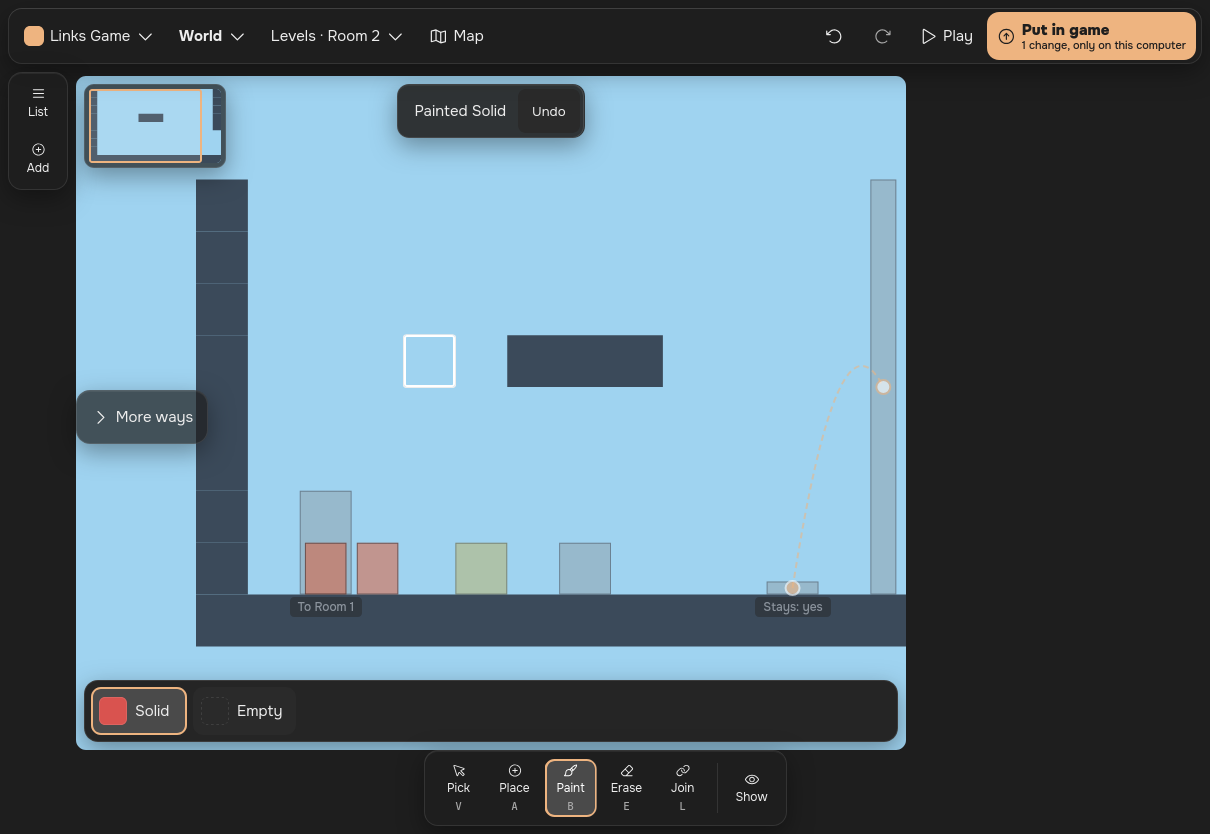 Links Game
World
Levels · Room 2
Map
Play
Put in game
1 change, only on this computer
List
Add
Painted Solid
Undo
More ways
To Room 1
Stays: yes
Solid
Empty
Pick
V
Place
A
Paint
B
Erase
E
Join
L
Show